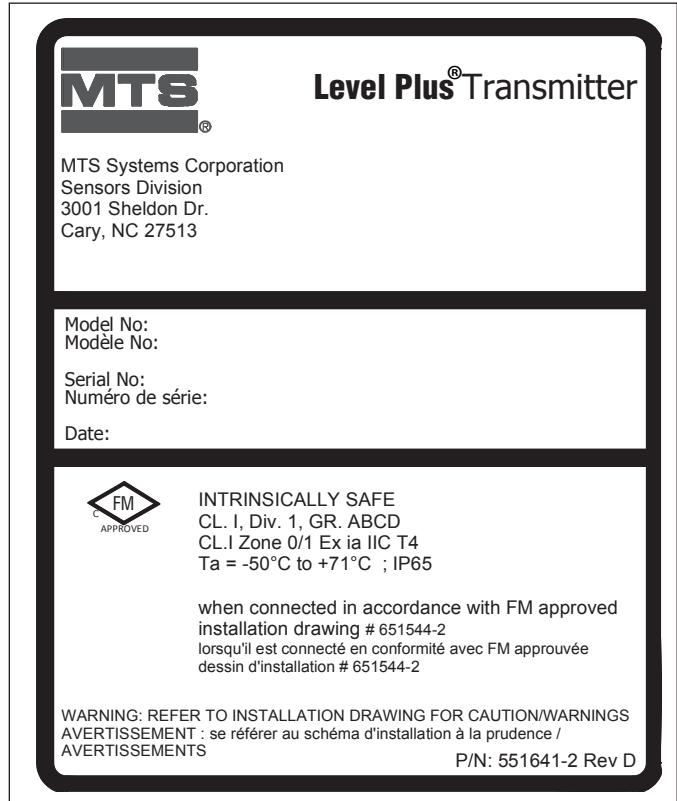 MTS
®
Level Plus® Transmitter
MTS Systems Corporation
Sensors Division
3001 Sheldon Dr.
Cary, NC 27513
Model No:
Modèle No:
Serial No:
Numéro de série:
Date:
FM
C
APPROVED
INTRINSICALLY SAFE
CL. I, Div. 1, GR. ABCD
CL.I Zone 0/1 Ex ia IIC T4
Ta = -50°C to +71°C ; IP65
when connected in accordance with FM approved
installation drawing # 651544-2
lorsqu'il est connecté en conformité avec FM approuvée
dessin d'installation # 651544-2
WARNING: REFER TO INSTALLATION DRAWING FOR CAUTION/WARNINGS
AVERTISSEMENT : se référer au schéma d'installation à la prudence /
AVERTISSEMENTS
P/N: 551641-2 Rev D